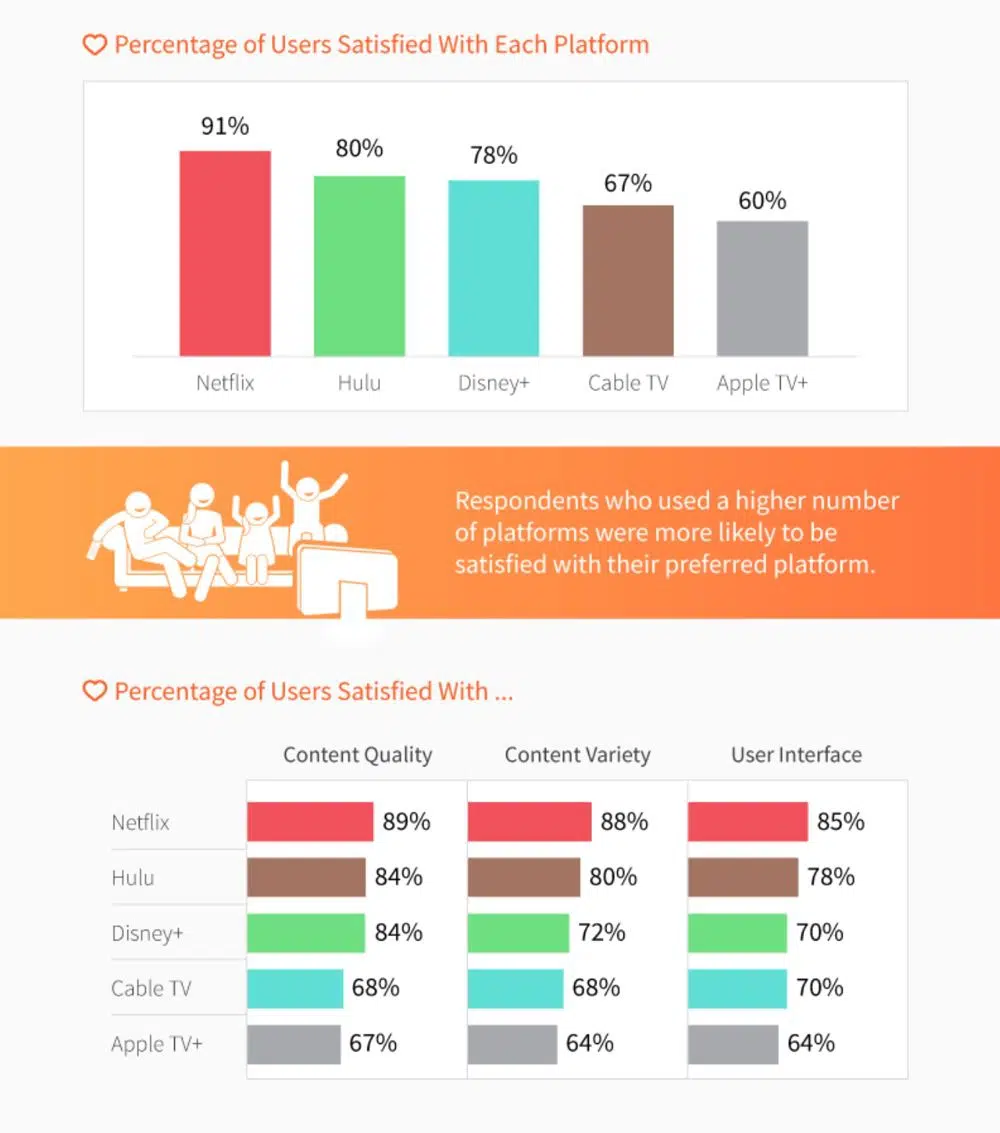 Percentage of Users Satisfied With Each Platform
91%
80%
78%
67%
60%
Netflix
Hulu
Disney+
Cable TV
Apple TV+
Respondents who used a higher number
of platforms were more likely to be
satisfied with their preferred platform.
Percentage of Users Satisfied With ...
Content Quality Content Variety User Interface
Netflix 89% 88% 85%
Hulu 84% 80% 78%
Disney+ 84% 72% 70%
Cable TV 68% 68% 70%
Apple TV+ 67% 64% 64%